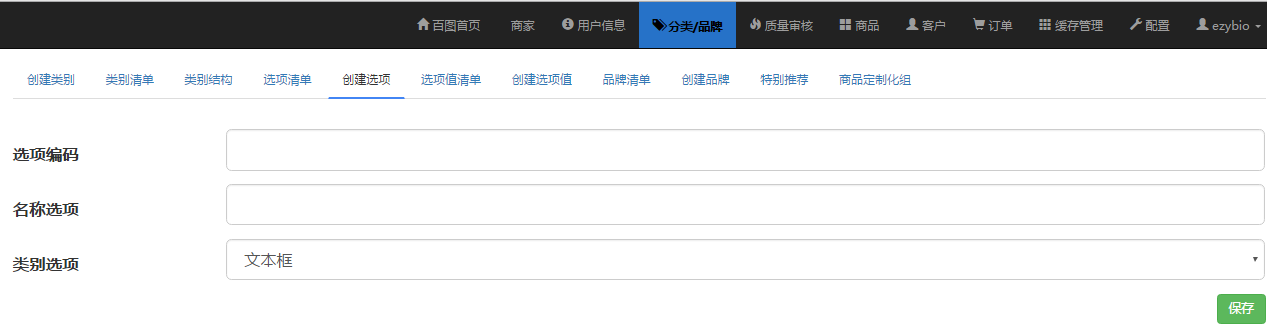 百图首页 商家 用户信息 分类/品牌 质量审核 商品 客户 订单 缓存管理 配置 ezybio
创建类别 类别清单 类别结构 选项清单 创建选项 选项值清单 创建选项值 品牌清单 创建品牌 特别推荐 商品定制化组
选项编码
名称选项
类别选项 文本框
保存